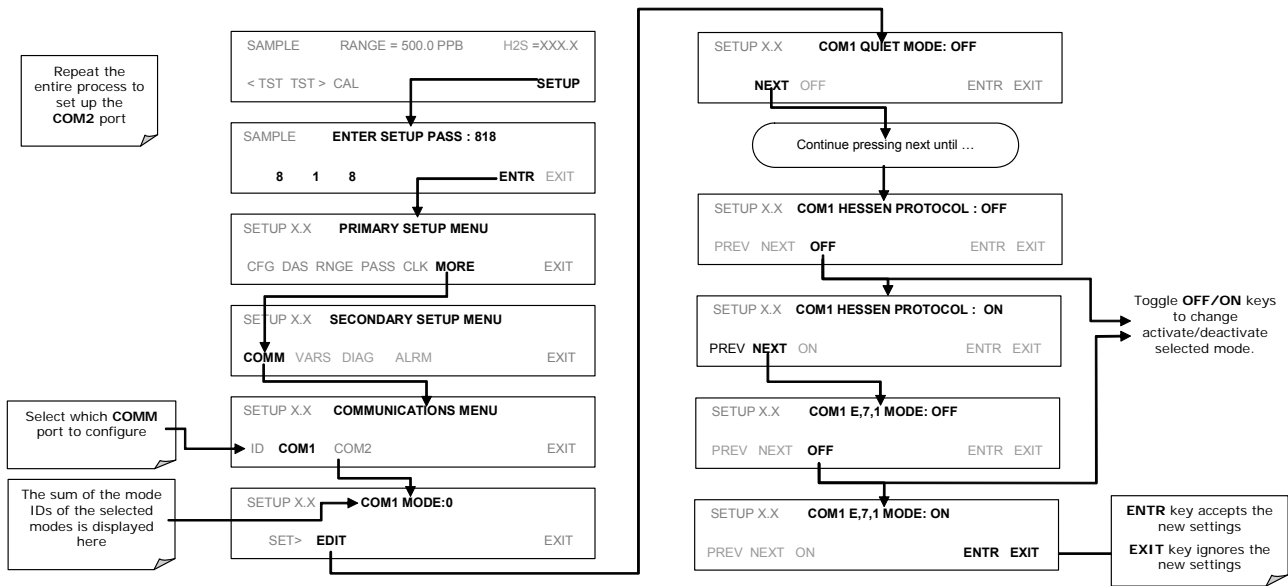 Repeat the
entire process to
set up the
COM2 port
SAMPLE RANGE = 500.0 PPB H2S =XXX.X
< TST TST > CAL SETUP
SAMPLE ENTER SETUP PASS : 818
8 1 8 ENTR EXIT
SETUP X.X PRIMARY SETUP MENU
CFG DAS RNGE PASS CLK MORE EXIT
SETUP X.X SECONDARY SETUP MENU
COMM VARS DIAG ALRM EXIT
Select which COMM
port to configure
SETUP X.X COMMUNICATIONS MENU
ID COM1 COM2 EXIT
The sum of the mode
IDs of the selected
modes is displayed
here
SETUP X.X COM1 MODE:0
SET> EDIT EXIT
SETUP X.X COM1 QUIET MODE: OFF
NEXT OFF ENTR EXIT
Continue pressing next until …
SETUP X.X COM1 HESSEN PROTOCOL : OFF
PREV NEXT OFF ENTR EXIT
SETUP X.X COM1 HESSEN PROTOCOL : ON
PREV NEXT ON ENTR EXIT
Toggle OFF/ON keys
to change
activate/deactivate
selected mode.
SETUP X.X COM1 E,7,1 MODE: OFF
PREV NEXT OFF ENTR EXIT
SETUP X.X COM1 E,7,1 MODE: ON
PREV NEXT ON ENTR EXIT
ENTR key accepts the
new settings
EXIT key ignores the
new settings